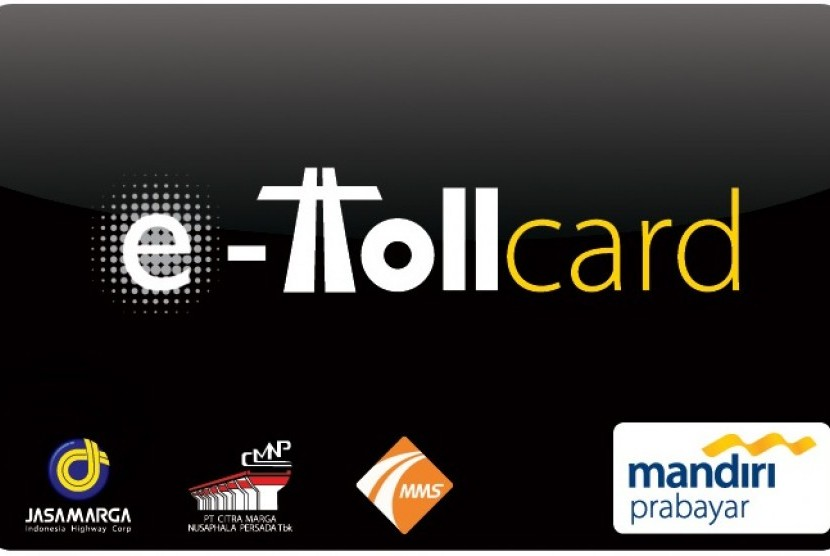 e-Tollcard
CMNP
MMS
mandiri
prabayar
JASAMARGA
Indonesia Highway Corp
PT CITRA MARGA
NUSAPHALA PERSADA Tbk